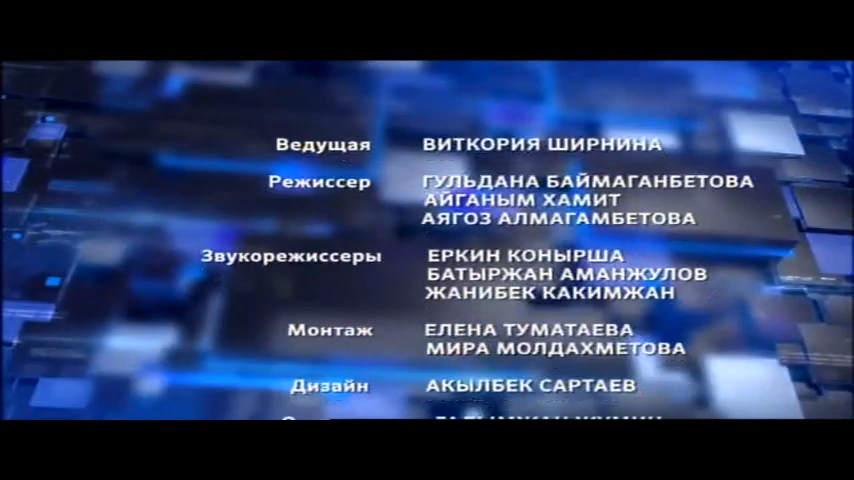 Ведущая ВИТКОРИЯ ШИРНИНА
Режиссер ГУЛЬДАНА БАЙМАГАНБЕТОВА
АЙГАНЫМ ХАМИТ
АЯГОЗ АЛМАГАМБЕТОВА
Звукорежиссеры ЕРКИН КОНЫРША
БАТЫРЖАН АМАНЖУЛОВ
ЖАНИБЕК КАКИМЖАН
Монтаж ЕЛЕНА ТУМАТАЕВА
МИРА МОЛДАХМЕТОВА
Дизайн АКЫЛБЕК САРТАЕВ